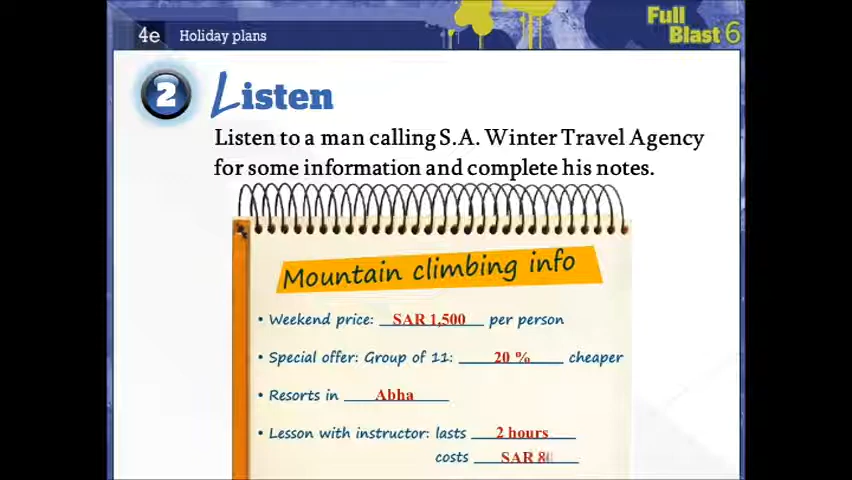 4e Holiday plans
Full
Blast 6
2 Listen
Listen to a man calling S.A. Winter Travel Agency
for some information and complete his notes.
Mountain climbing info
• Weekend price: SAR 1,500 per person
• Special offer: Group of 11: 20 % cheaper
• Resorts in Abha
• Lesson with instructor: lasts 2 hours
costs SAR 80